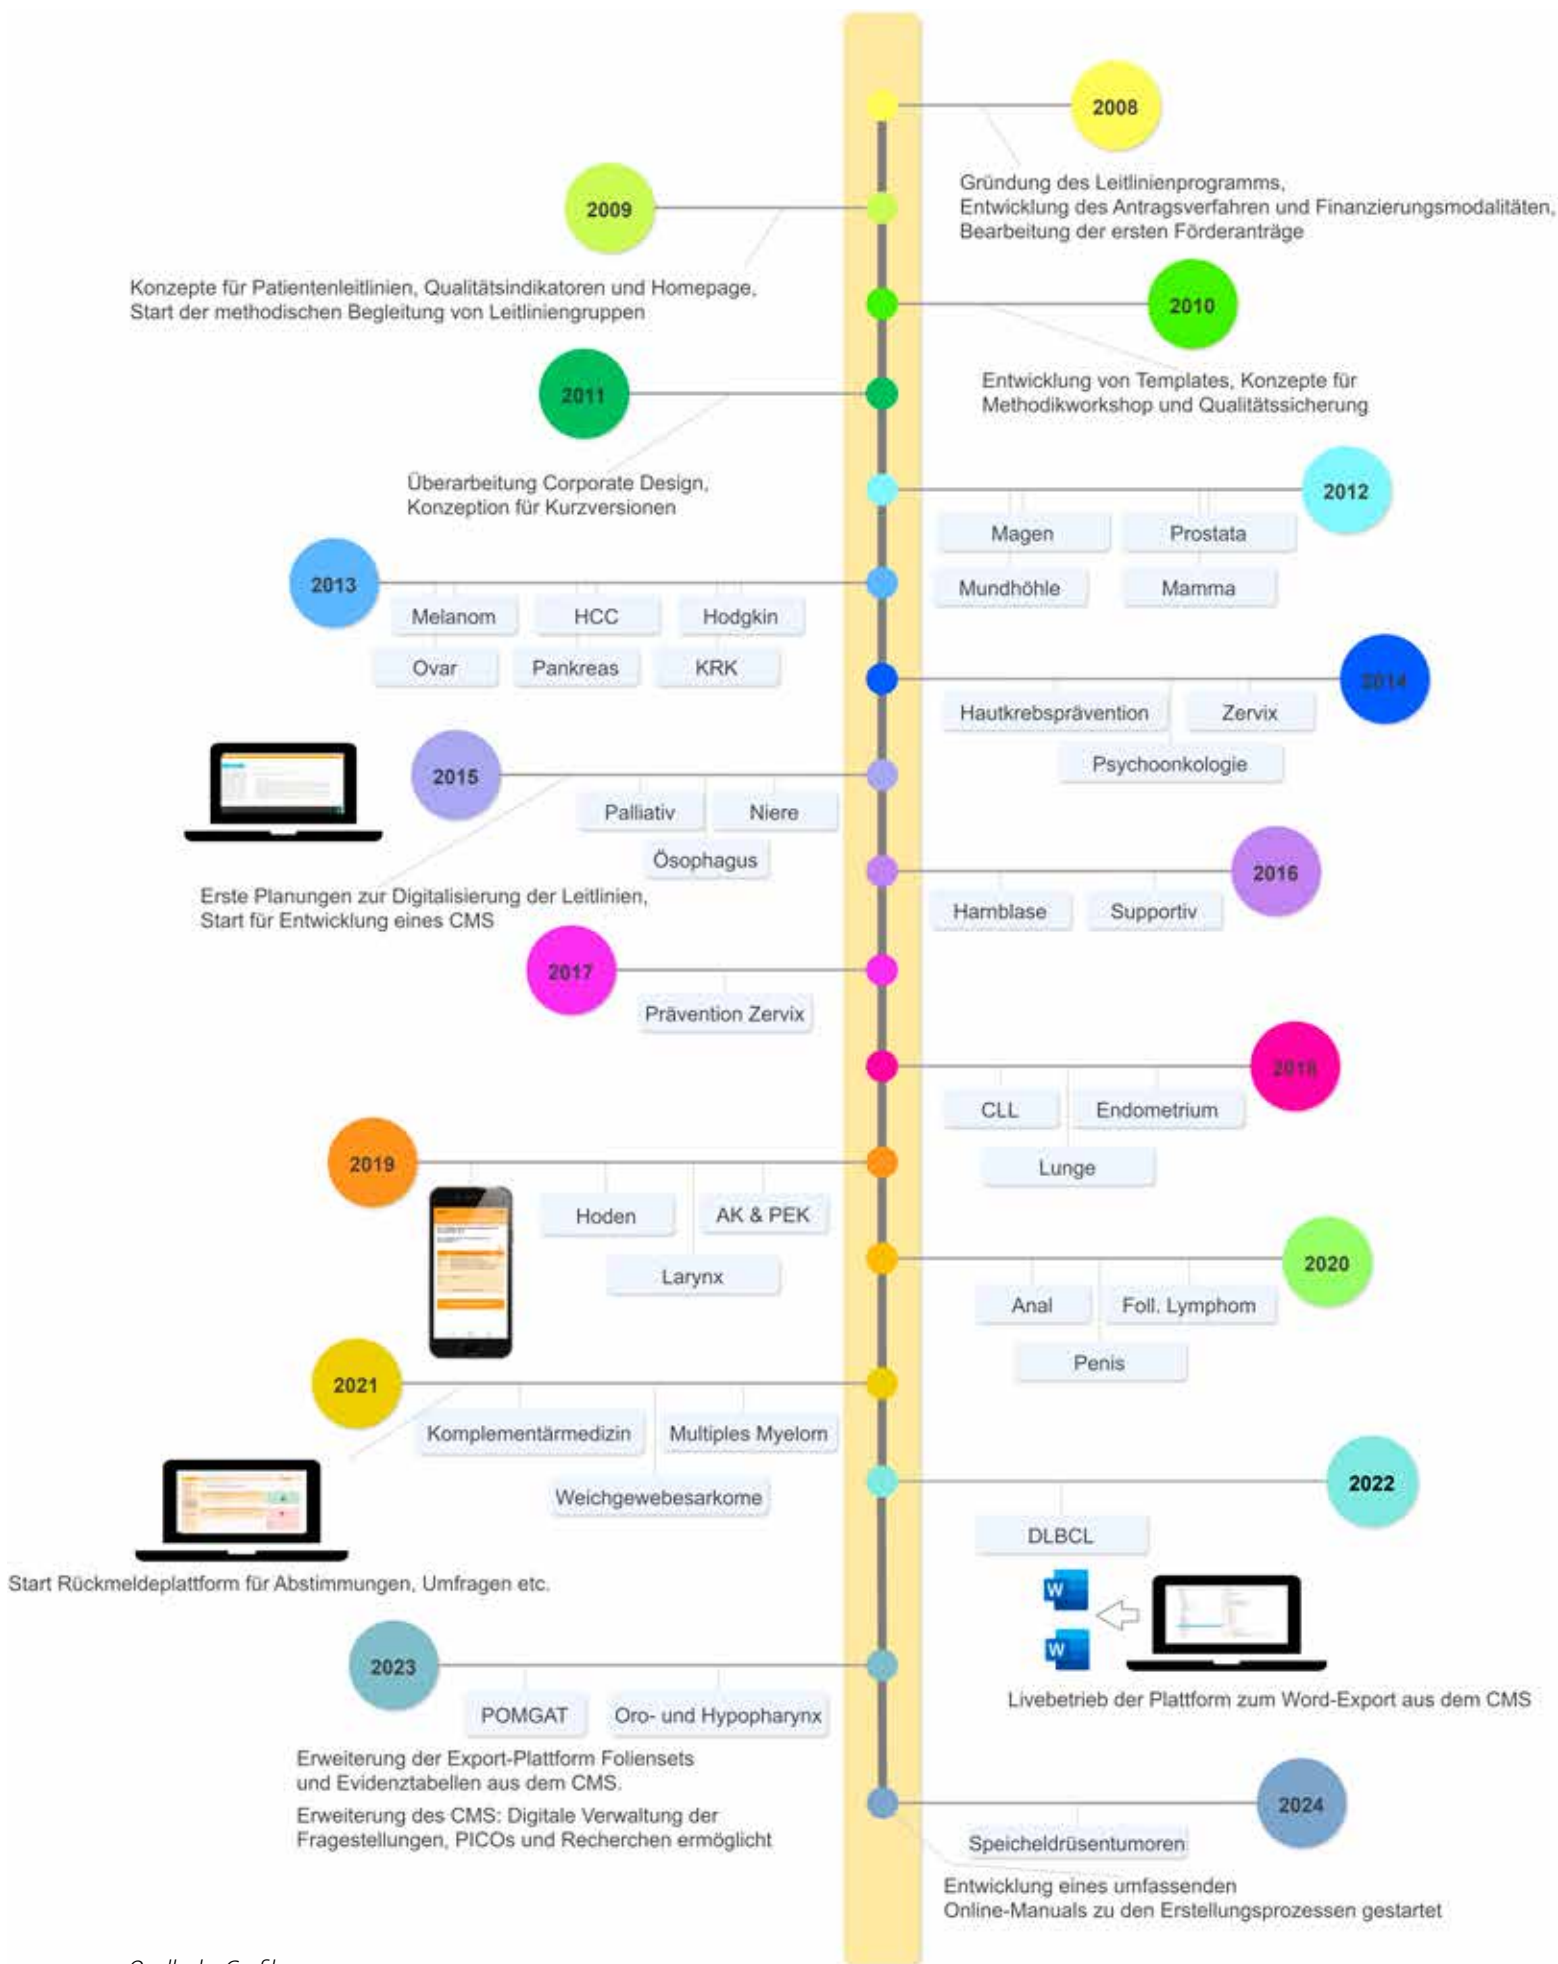 2008
Gründung des Leitlinienprogramms,
Entwicklung des Antragsverfahren und Finanzierungsmodalitäten,
Bearbeitung der ersten Förderanträge
2009
Konzepte für Patientenleitlinien, Qualitätsindikatoren und Homepage,
Start der methodischen Begleitung von Leitliniengruppen
2010
Entwicklung von Templates, Konzepte für
Methodikworkshop und Qualitätssicherung
2011
Überarbeitung Corporate Design,
Konzeption für Kurzversionen
2012
Magen
Prostata
Mundhöhle
Mamma
2013
Melanom
HCC
Hodgkin
Ovar
Pankreas
KRK
2014
Hautkrebsprävention
Zervix
Psychoonkologie
2015
Palliativ
Niere
Ösophagus
Erste Planungen zur Digitalisierung der Leitlinien,
Start für Entwicklung eines CMS
2016
Harnblase
Supportiv
2017
Prävention Zervix
2018
CLL
Endometrium
Lunge
2019
Hoden
AK & PEK
Larynx
2020
Anal
Foll. Lymphom
Penis
2021
Komplementärmedizin
Multiples Myelom
Weichgewebesarkome
Start Rückmeldeplattform für Abstimmungen, Umfragen etc.
2022
DLBCL
W
W
Livebetrieb der Plattform zum Word-Export aus dem CMS
2023
POMGAT
Oro- und Hypopharynx
Erweiterung der Export-Plattform Foliensets
und Evidenztabellen aus dem CMS.
Erweiterung des CMS: Digitale Verwaltung der
Fragestellungen, PICOs und Recherchen ermöglicht
2024
Speicheldrüsentumoren
Entwicklung eines umfassenden
Online-Manuals zu den Erstellungsprozessen gestartet